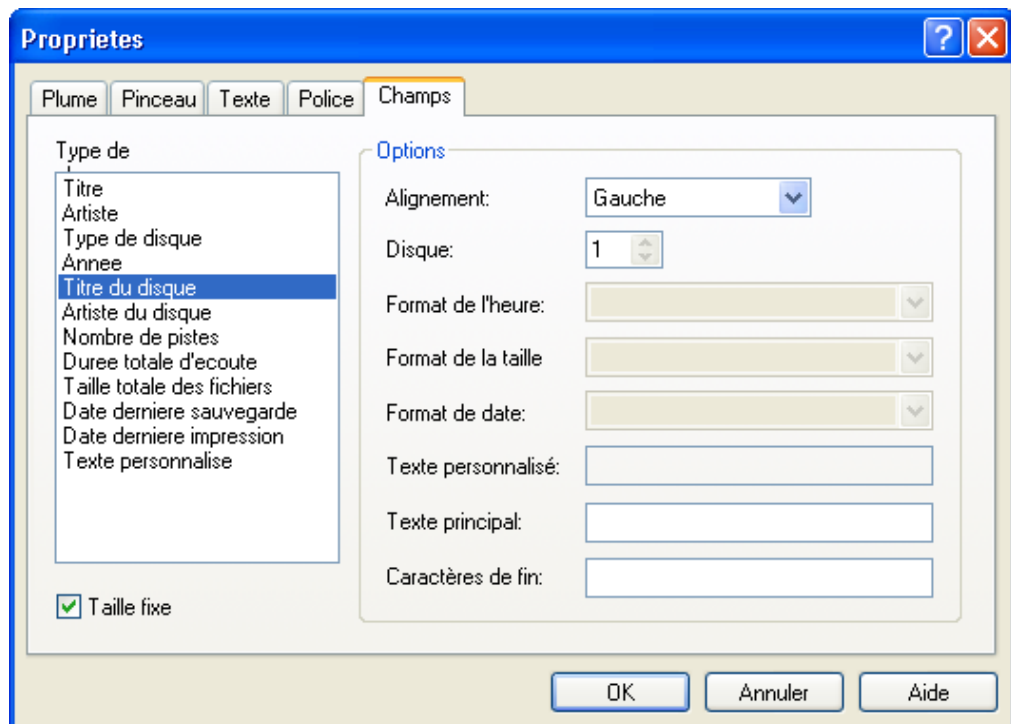 Proprietes
Plume Pinceau Texte Police Champs
Type de
Titre
Artiste
Type de disque
Annee
Titre du disque
Artiste du disque
Nombre de pistes
Duree totale d'ecoute
Taille totale des fichiers
Date derniere sauvegarde
Date derniere impression
Texte personnalise
Taille fixe
Options
Alignement: Gauche
Disque: 1
Format de l'heure:
Format de la taille
Format de date:
Texte personnalisé:
Texte principal:
Caractères de fin:
OK Annuler Aide